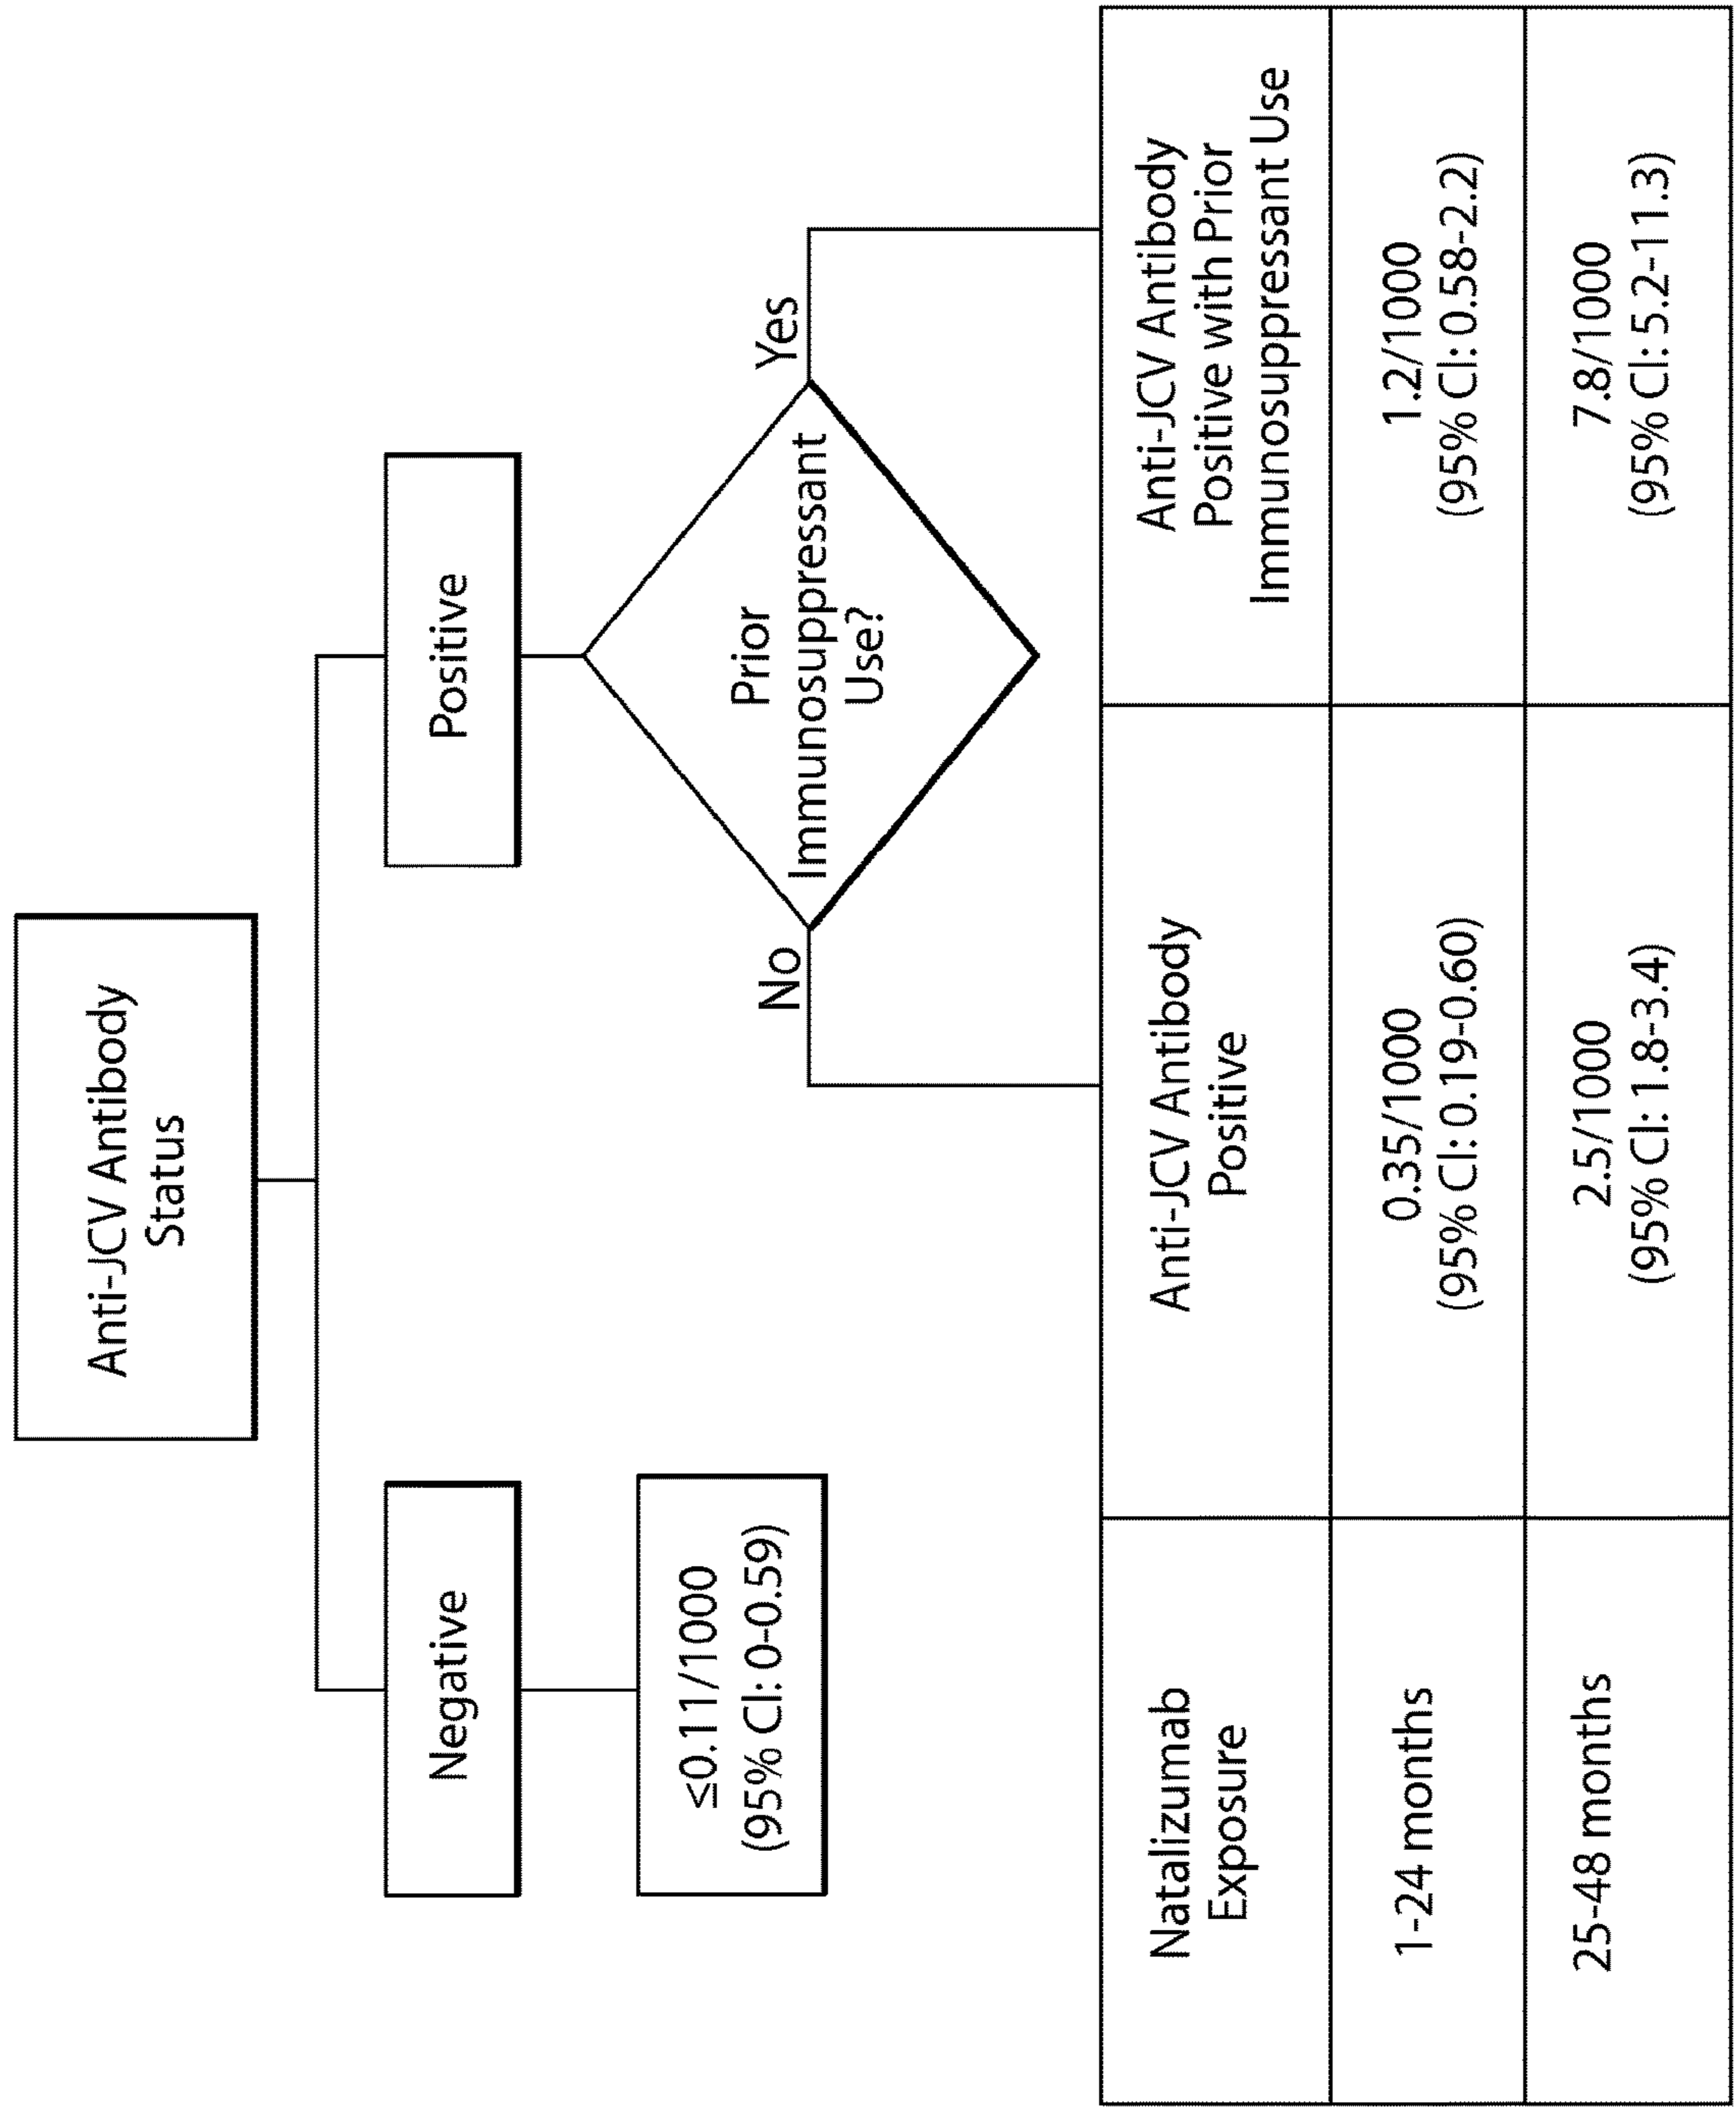 Anti-JCV Antibody
Status
Negative
Positive
≤0.11/1000
(95% CI: 0-0.59)
Prior
Immunosuppressant
Use?
No
Yes
Natalizumab
Exposure
Anti-JCV Antibody
Positive
Anti-JCV Antibody
Positive with Prior
Immunosuppressant Use
1-24 months
0.35/1000
(95% CI: 0.19-0.60)
1.2/1000
(95% CI: 0.58-2.2)
25-48 months
2.5/1000
(95% CI: 1.8-3.4)
7.8/1000
(95% CI: 5.2-11.3)